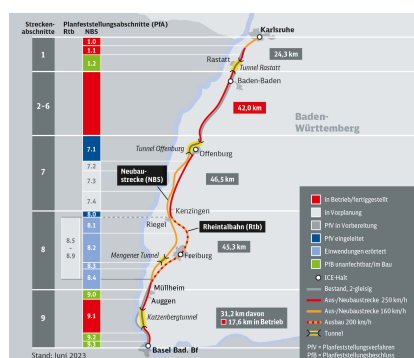 Strecken-
abschnitte
Planfeststellungsabschnitte (PfA)
Rtb
NBS
1
1.0
1.1
1.2
2-6
7
7.1
7.2
7.3
7.4
8
8.5
–
8.9
8.0
8.1
8.2
8.3
8.4
9
9.0
9.1
9.2
9.3
Karlsruhe
24,3 km
Rastatt
Tunnel Rastatt
Baden-Baden
42,0 km
Baden-
Württemberg
Tunnel Offenburg
Offenburg
Neubau-
strecke (NBS)
46,5 km
Kenzingen
Riegel
Rheintalbahn (Rtb)
45,3 km
Mengener Tunnel
Freiburg
Müllheim
Auggen
31,2 km davon
17,6 km in Betrieb
Katzenbergtunnel
Basel Bad. Bf
Stand: Juni 2023
in Betrieb/fertiggestellt
in Vorplanung
PfV in Vorbereitung
PfV eingeleitet
Einwendungen erörtert
PfB unanfechtbar/im Bau
ICE-Halt
Bestand, 2-gleisig
Aus-/Neubaustrecke 250 km/h
Aus-/Neubaustrecke 160 km/h
Ausbau 200 km/h
Tunnel
PfV = Planfeststellungsverfahren
PfB = Planfeststellungsbeschluss